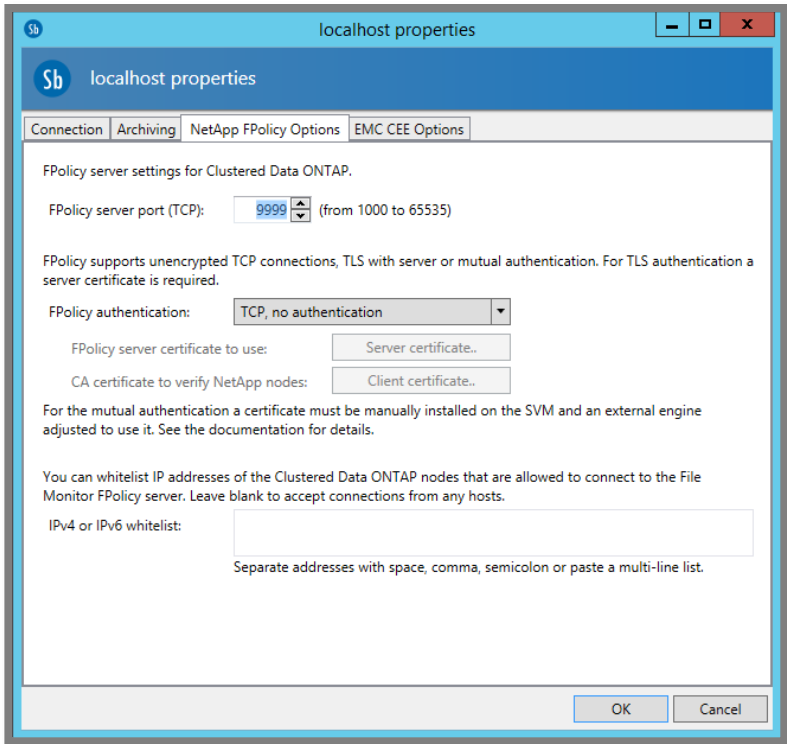 Sb localhost properties
Sb localhost properties
Connection Archiving NetApp FPolicy Options EMC CEE Options
FPolicy server settings for Clustered Data ONTAP.
FPolicy server port (TCP): 9999 (from 1000 to 65535)
FPolicy supports unencrypted TCP connections, TLS with server or mutual authentication. For TLS authentication a
server certificate is required.
FPolicy authentication: TCP, no authentication
FPolicy server certificate to use: Server certificate..
CA certificate to verify NetApp nodes: Client certificate..
For the mutual authentication a certificate must be manually installed on the SVM and an external engine
adjusted to use it. See the documentation for details.
You can whitelist IP addresses of the Clustered Data ONTAP nodes that are allowed to connect to the File
Monitor FPolicy server. Leave blank to accept connections from any hosts.
IPv4 or IPv6 whitelist:
Separate addresses with space, comma, semicolon or paste a multi-line list.
OK Cancel